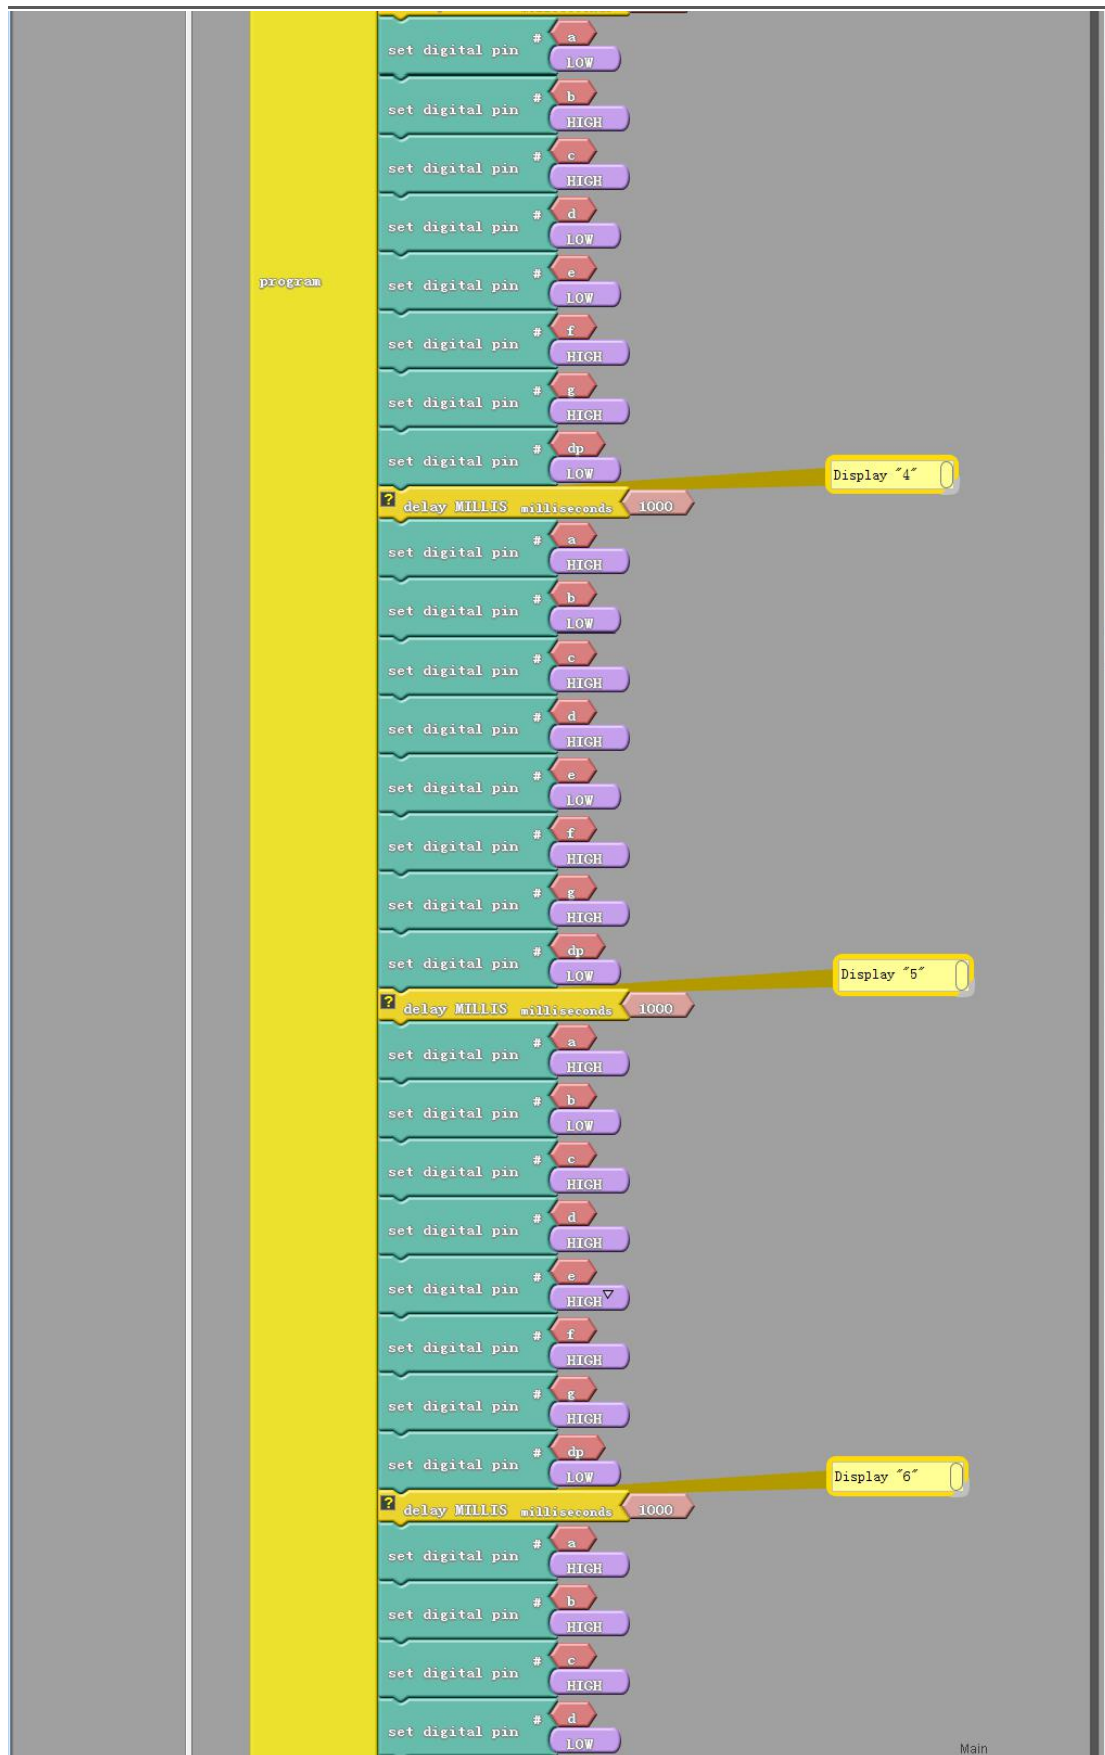 # a
set digital pin
LOW
# b
set digital pin
HIGH
# c
set digital pin
HIGH
# d
set digital pin
LOW
# e
program
set digital pin
LOW
# f
set digital pin
HIGH
# g
set digital pin
HIGH
# dp
set digital pin
LOW
Display "4"
? delay MILLIS milliseconds 1000
# a
set digital pin
HIGH
# b
set digital pin
LOW
# c
set digital pin
HIGH
# d
set digital pin
HIGH
# e
set digital pin
LOW
# f
set digital pin
HIGH
# g
set digital pin
HIGH
# dp
set digital pin
LOW
Display "5"
? delay MILLIS milliseconds 1000
# a
set digital pin
HIGH
# b
set digital pin
LOW
# c
set digital pin
HIGH
# d
set digital pin
HIGH
# e
set digital pin
HIGH
# f
set digital pin
HIGH
# g
set digital pin
HIGH
# dp
set digital pin
LOW
Display "6"
? delay MILLIS milliseconds 1000
# a
set digital pin
HIGH
# b
set digital pin
HIGH
# c
set digital pin
HIGH
# d
set digital pin
LOW
Main